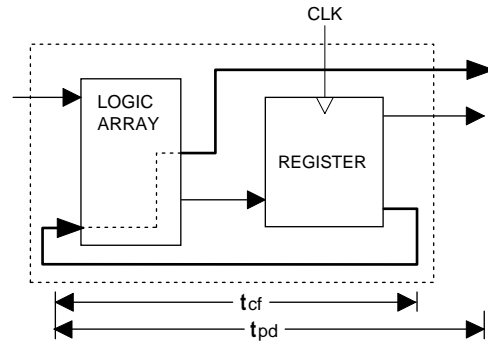 CLK
LOGIC
ARRAY
REGISTER
tcf
tpd